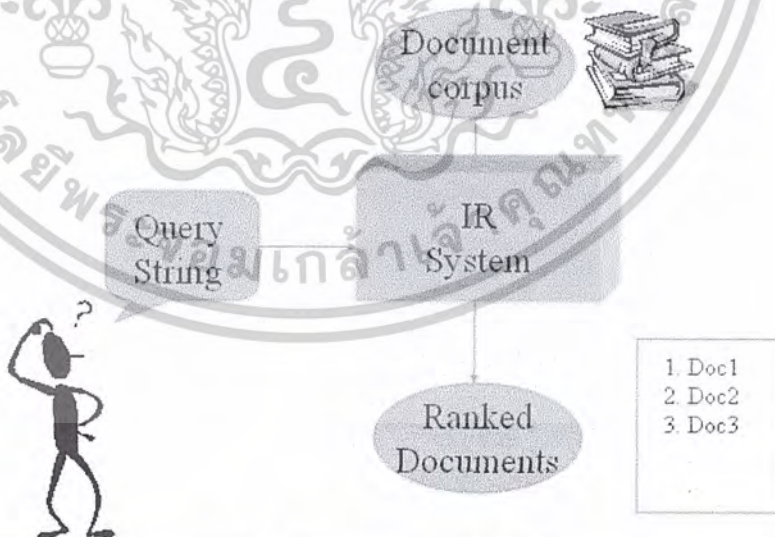 Document
corpus
IR
System
Query
String
?
Ranked
Documents
1. Doc1
2. Doc2
3. Doc3